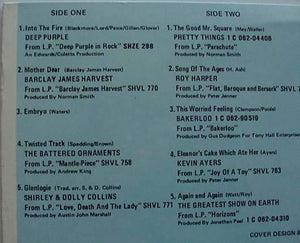 SIDE ONE
1. Into The Fire (Blackmore/Lord/Paice/Gillan/Glover)
DEEP PURPLE
From L.P. "Deep Purple in Rock" SHZE 288
An Edwards/Coletta Production
2. Mother Dear (Barclay James Harvest)
BARCLAY JAMES HARVEST
From L.P. "Barclay James Harvest" SHVL 770
Produced by Norman Smith
3. Embryo (Waters)
4. Twisted Track (Spedding/Brown)
THE BATTERED ORNAMENTS
From L.P. "Mantle-Piece" SHVL 758
Produced by Andrew King
5. Glenlogie (Trad. arr. S. & D. Collins)
SHIRLEY & DOLLY COLLINS
From L.P. "Love, Death And The Lady" SHVL 771
Produced by Austin John Marshall
SIDE TWO
1. The Good Mr. Square (May/Waller)
PRETTY THINGS 1 C 062-04408
From L.P. "Parachute"
Produced by Norman Smith
2. Song Of The Ages (H. Ash)
ROY HARPER
From L.P. "Flat, Baroque and Berserk" SHVL
Produced by Peter Jenner
3. This Worried Feeling (Clempson/Poole)
BAKERLOO 1 C 062-90519
From L.P. "Bakerloo"
Produced by Gus Dudgeon for Tony Hall Enterprises
4. Eleanor's Cake Which Ate Her (Ayers)
KEVIN AYERS
From L.P. "Joy Of A Toy" SHVL 763
Produced by Peter Jenner
5. Again and Again (Watt/Roy)
THE GREATEST SHOW ON EARTH
From L.P. "Horizons"
Produced by Jonathan Peel 1 C 062-04310
COVER DESIGN &